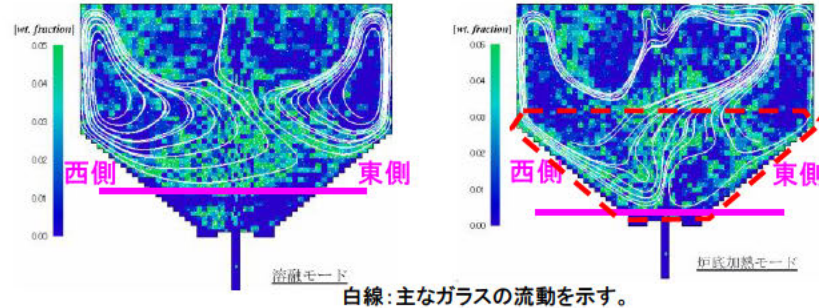 [wt. fraction]
0.05
0.04
0.03
0.02
0.01
0.00
西側
東側
溶融モード
[wt. fraction]
0.05
0.04
0.03
0.02
0.01
0.00
西側
東側
炉底加熱モード
白線:主なガラスの流動を示す。